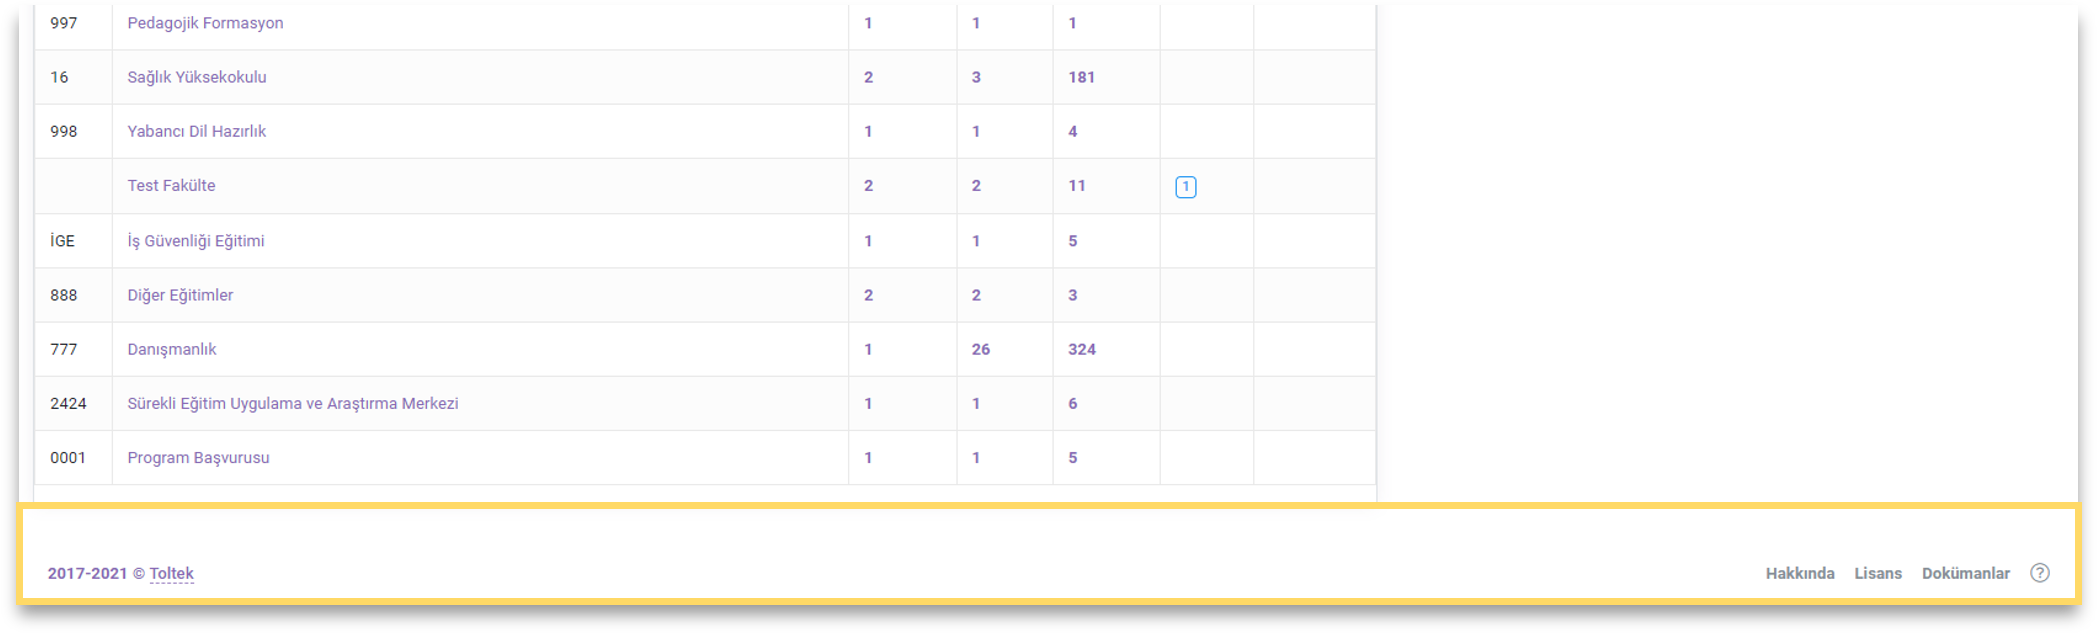 997 Pedagojik Formasyon 1 1 1
16 Sağlık Yüksekokulu 2 3 181
998 Yabancı Dil Hazırlık 1 1 4
Test Fakülte 2 2 11 1
İGE İş Güvenliği Eğitimi 1 1 5
888 Diğer Eğitimler 2 2 3
777 Danışmanlık 1 26 324
2424 Sürekli Eğitim Uygulama ve Araştırma Merkezi 1 1 6
0001 Program Başvurusu 1 1 5
2017-2021 © Toltek Hakkında Lisans Dokümanlar ?